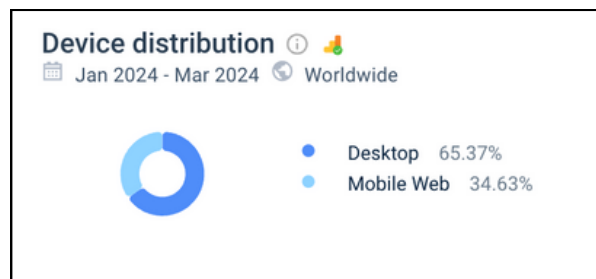 Device distribution
Jan 2024 - Mar 2024 Worldwide
Desktop 65.37%
Mobile Web 34.63%